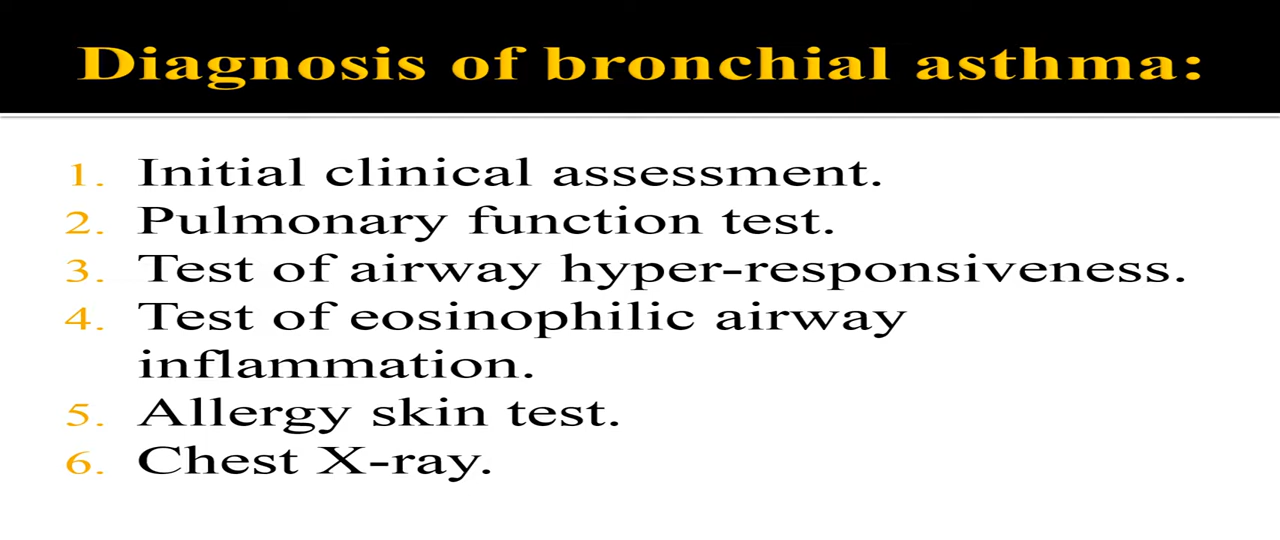 Diagnosis of bronchial asthma:
1. Initial clinical assessment.
2. Pulmonary function test.
3. Test of airway hyper-responsiveness.
4. Test of eosinophilic airway
inflammation.
5. Allergy skin test.
6. Chest X-ray.